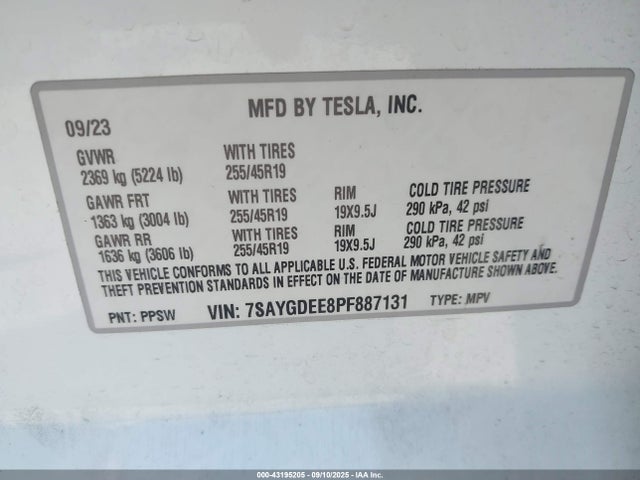 MFD BY TESLA, INC.
09/23
GVWR WITH TIRES
2369 kg (5224 lb) 255/45R19
GAWR FRT WITH TIRES RIM COLD TIRE PRESSURE
1363 kg (3004 lb) 255/45R19 19X9.5J 290 kPa, 42 psi
GAWR RR WITH TIRES RIM COLD TIRE PRESSURE
1636 kg (3606 lb) 255/45R19 19X9.5J 290 kPa, 42 psi
THIS VEHICLE CONFORMS TO ALL APPLICABLE U.S. FEDERAL MOTOR VEHICLE SAFETY AND
THEFT PREVENTION STANDARDS IN EFFECT ON THE DATE OF MANUFACTURE SHOWN ABOVE.
PNT: PPSW VIN: 7SAYGDEE8PF887131 TYPE: MPV
000-43195205 - 09/10/2025 - IAA Inc.